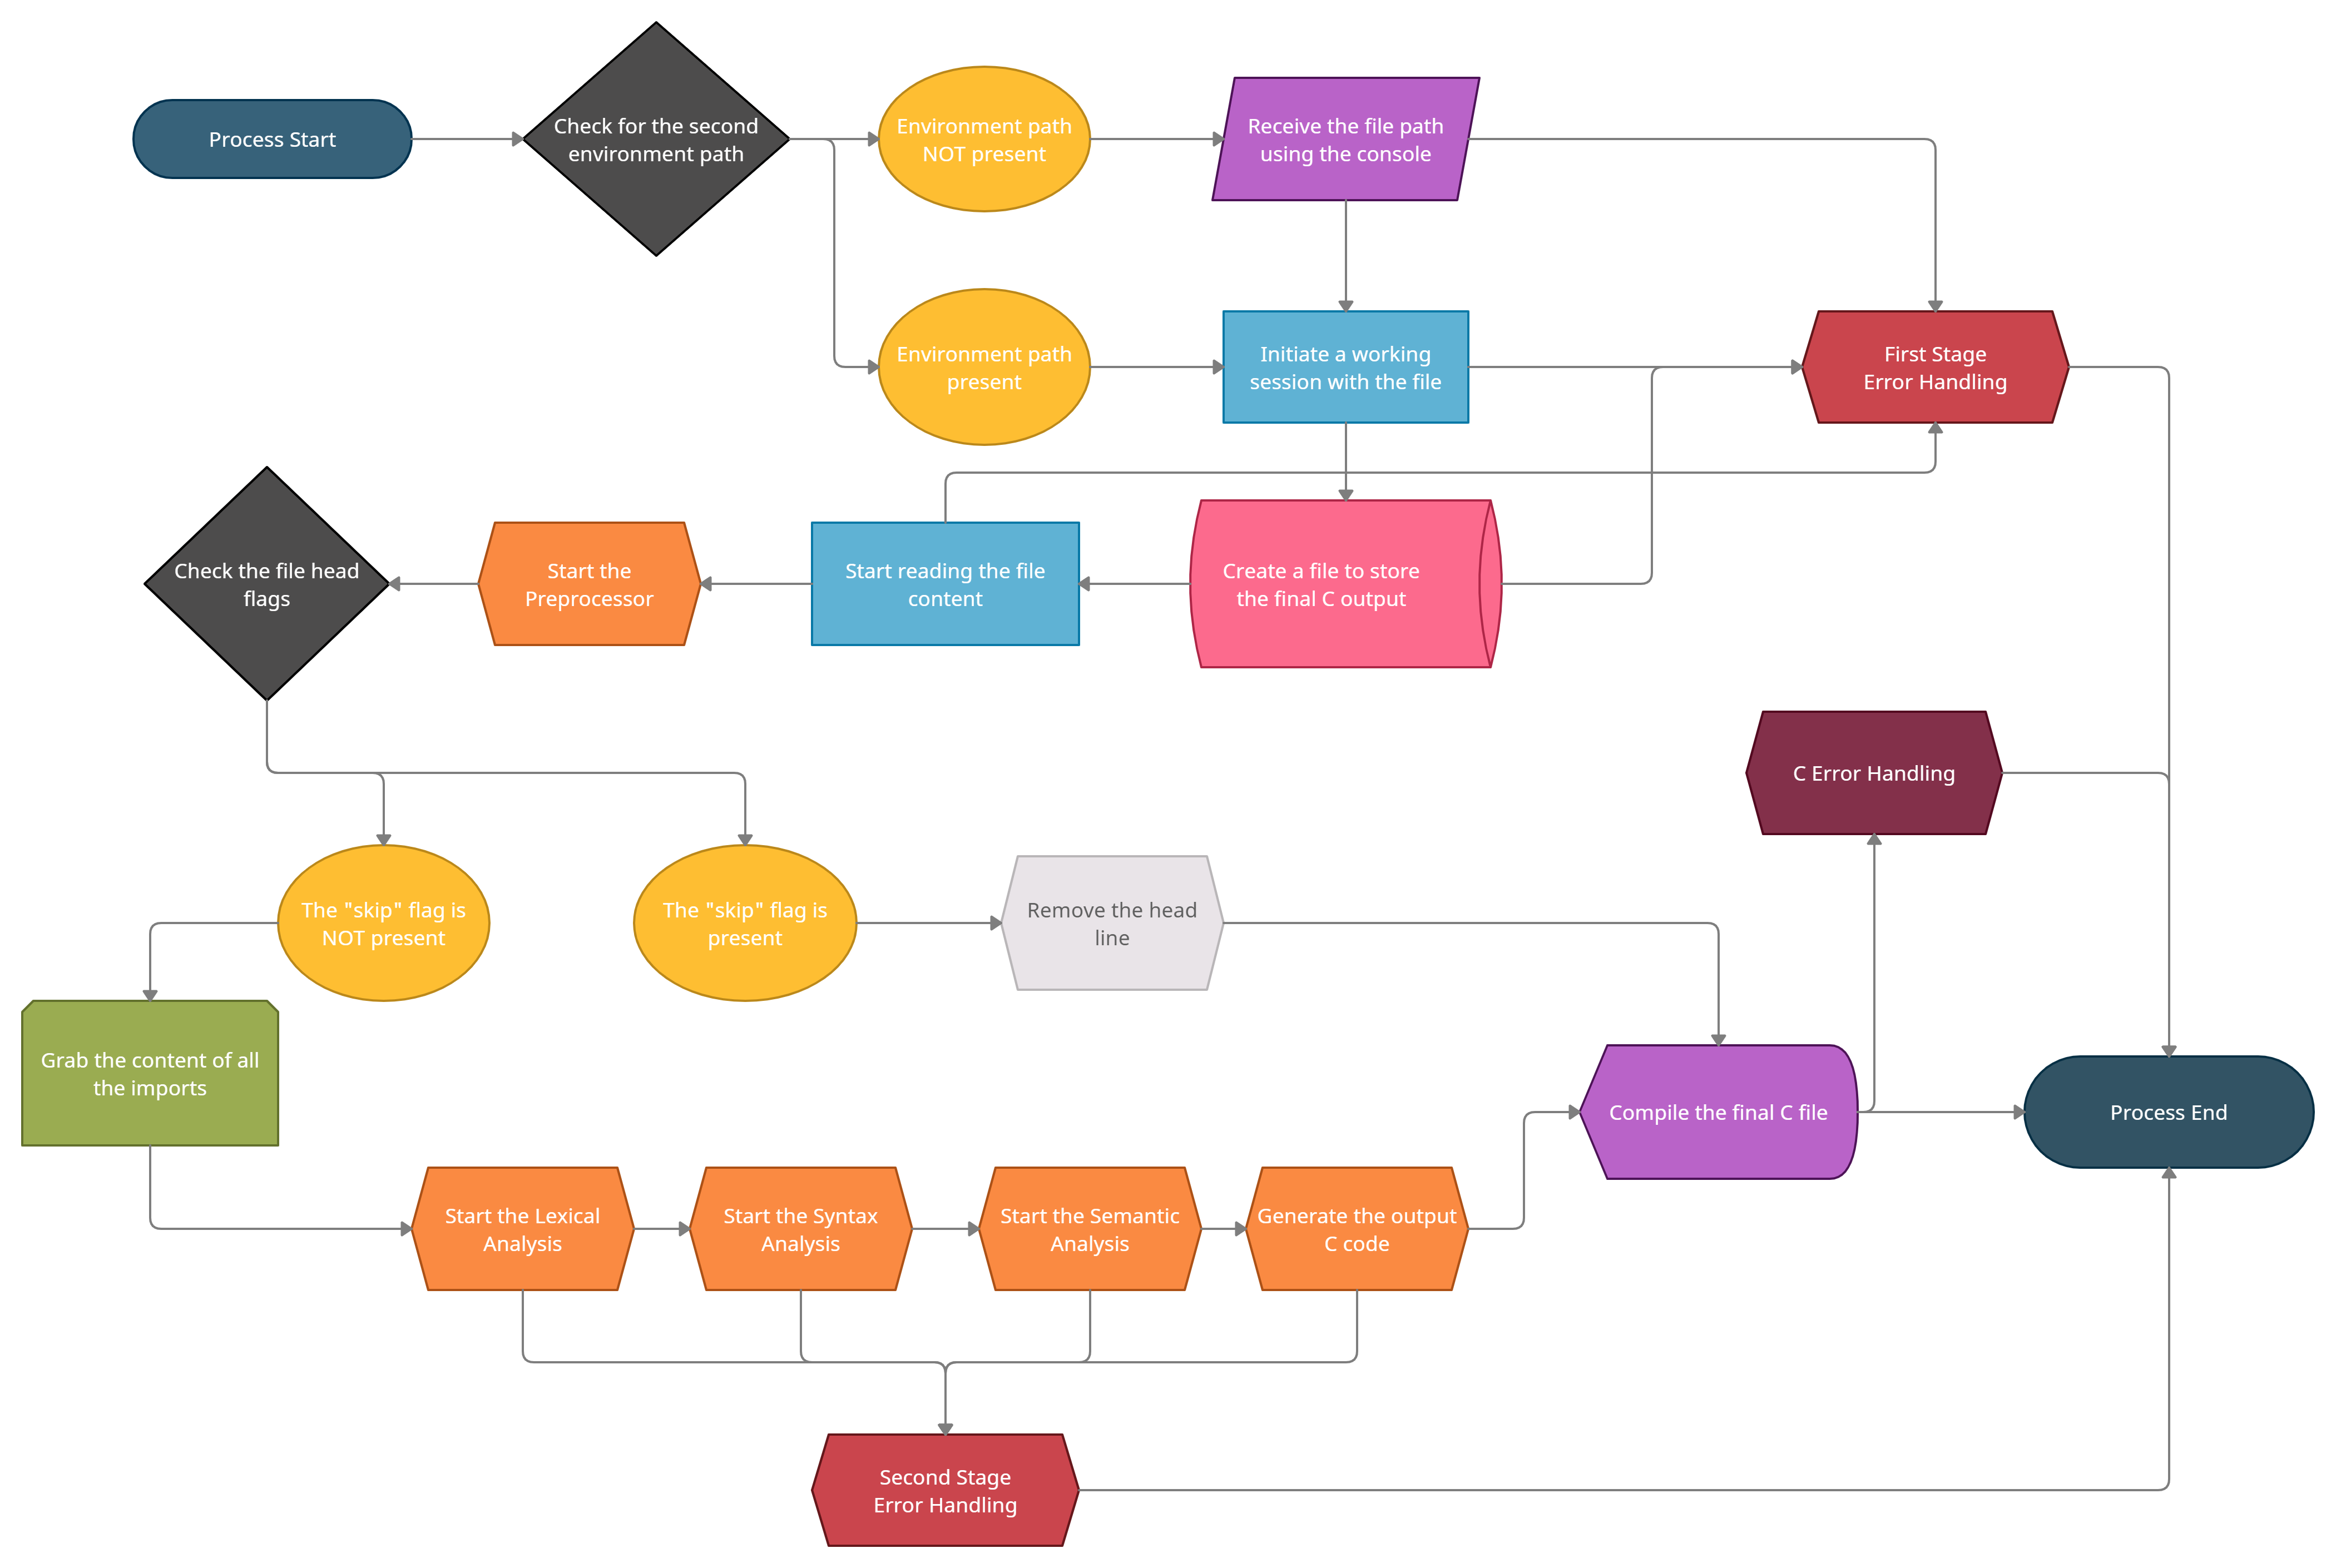 Process Start
Check for the second
environment path
Environment path
NOT present
Receive the file path
using the console
Environment path
present
Initiate a working
session with the file
First Stage
Error Handling
Check the file head
flags
Start the
Preprocessor
Start reading the file
content
Create a file to store
the final C output
C Error Handling
The "skip" flag is
NOT present
The "skip" flag is
present
Remove the head
line
Grab the content of all
the imports
Compile the final C file
Process End
Start the Lexical
Analysis
Start the Syntax
Analysis
Start the Semantic
Analysis
Generate the output
C code
Second Stage
Error Handling